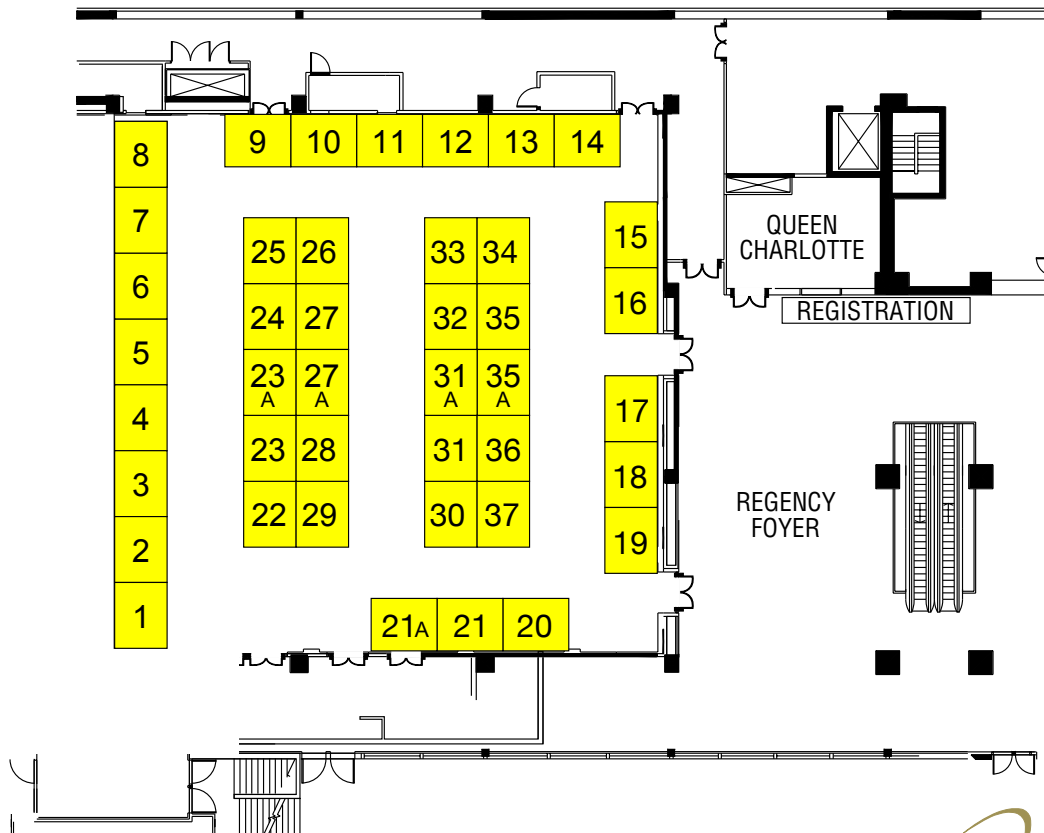 8
9 10 11 12 13 14
7
6
5
4
3
2
1
25 26
24 27
23 27
A A
23 28
22 29
33 34
32 35
31 35
A A
31 36
30 37
15
16
17
18
19
21A 21 20
QUEEN
CHARLOTTE
REGISTRATION
REGENCY
FOYER